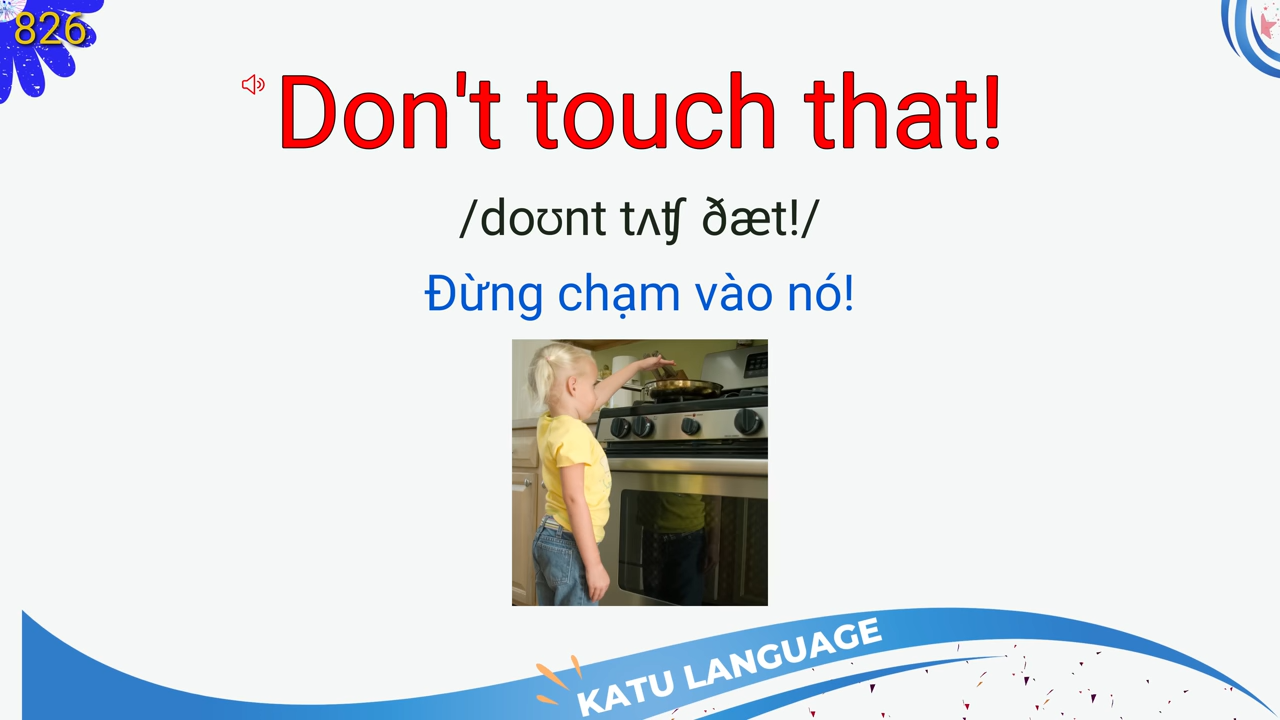 826
Don't touch that!
/doʊnt tʌʧ ðæt!/
Đừng chạm vào nó!
KATU LANGUAGE